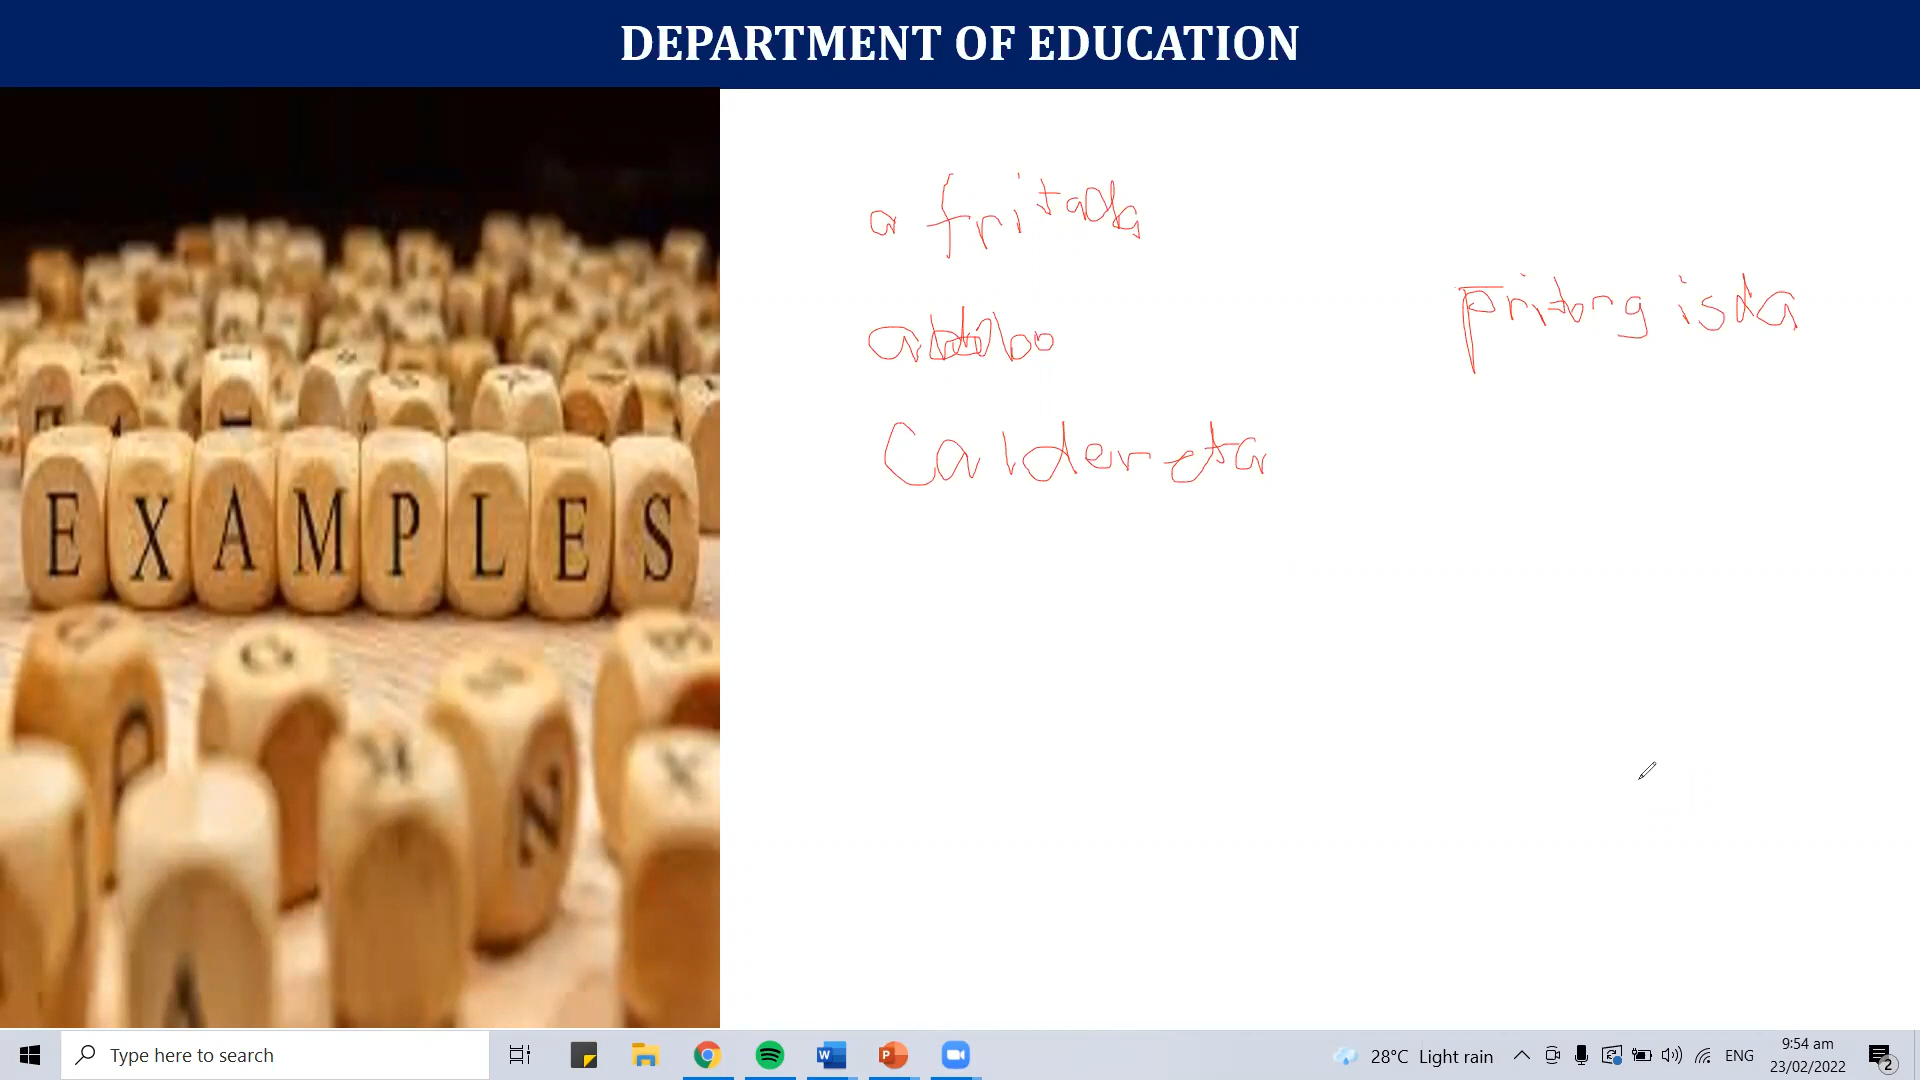 DEPARTMENT OF EDUCATION
a fritada
pritong isda
Caldereta
EXAMPLES
Type here to search
28°C Light rain
ENG
9:54 am
23/02/2022
2